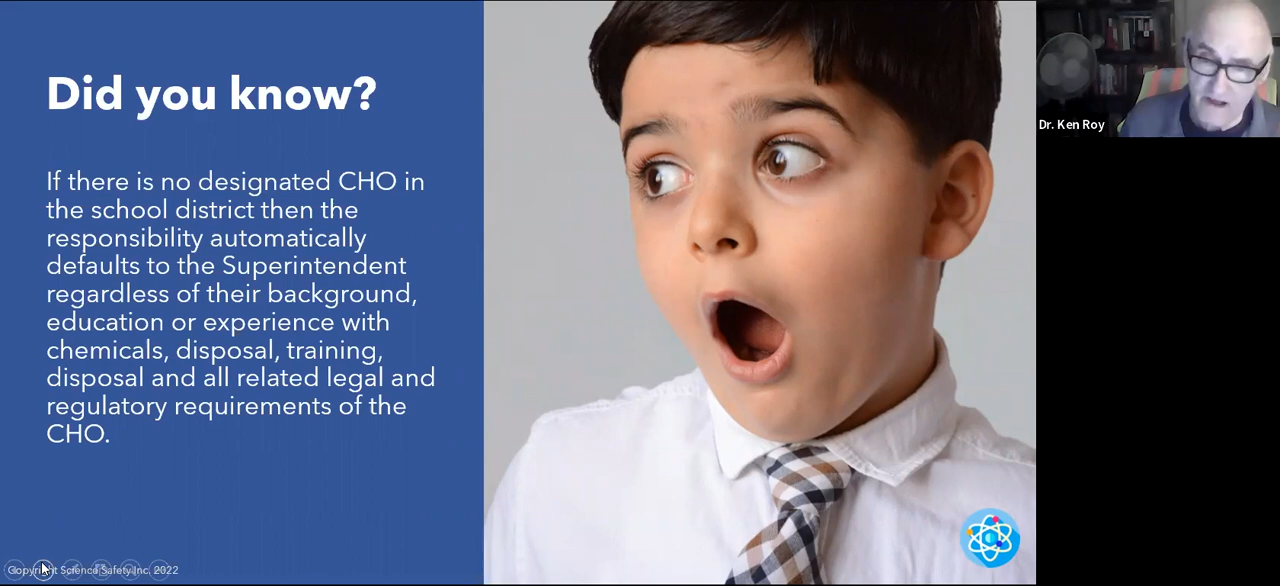 Did you know?
If there is no designated CHO in
the school district then the
responsibility automatically
defaults to the Superintendent
regardless of their background,
education or experience with
chemicals, disposal, training,
disposal and all related legal and
regulatory requirements of the
CHO.
Copyright Science Safety Inc. 2022
Dr. Ken Roy